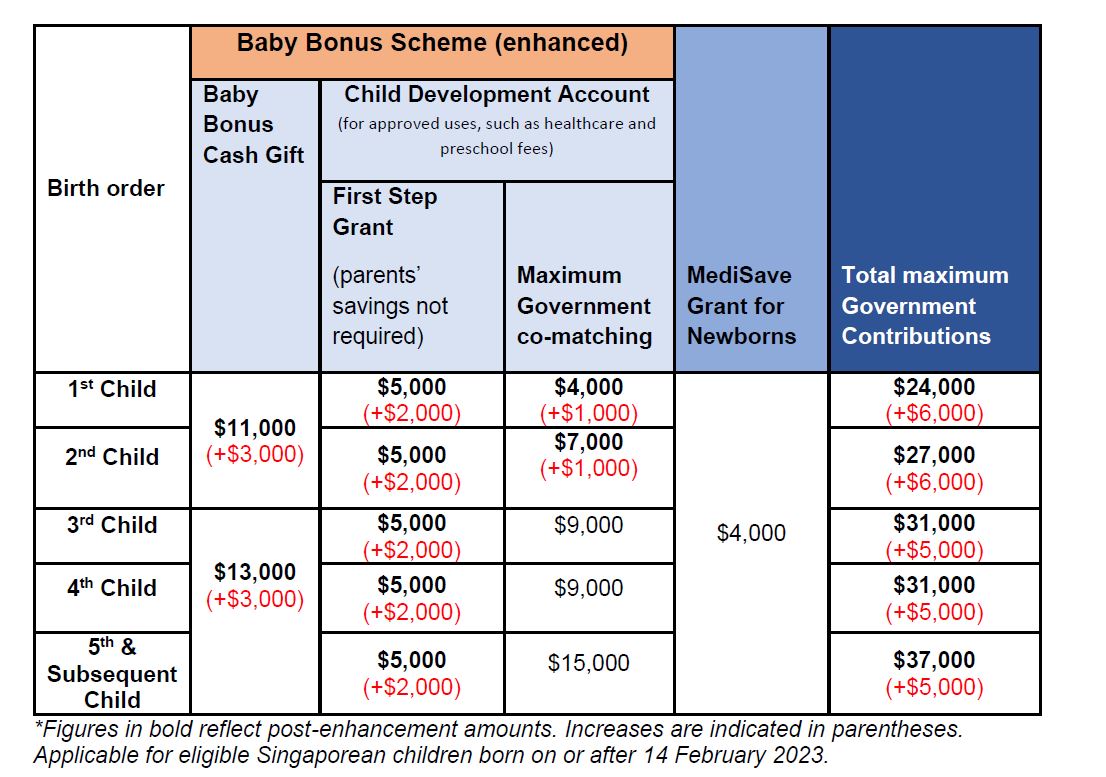 Baby Bonus Scheme (enhanced)
Birth order
Baby
Bonus
Cash Gift
Child Development Account
(for approved uses, such as healthcare and
preschool fees)
First Step
Grant
(parents’
savings not
required)
Maximum
Government
co-matching
MediSave
Grant for
Newborns
Total maximum
Government
Contributions
1st Child
$11,000
(+$3,000)
$5,000
(+$2,000)
$4,000
(+$1,000)
$4,000
$24,000
(+$6,000)
2nd Child
$5,000
(+$2,000)
$7,000
(+$1,000)
$27,000
(+$6,000)
3rd Child
$13,000
(+$3,000)
$5,000
(+$2,000)
$9,000
$31,000
(+$5,000)
4th Child
$5,000
(+$2,000)
$9,000
$31,000
(+$5,000)
5th &
Subsequent
Child
$5,000
(+$2,000)
$15,000
$37,000
(+$5,000)
*Figures in bold reflect post-enhancement amounts. Increases are indicated in parentheses.
Applicable for eligible Singaporean children born on or after 14 February 2023.